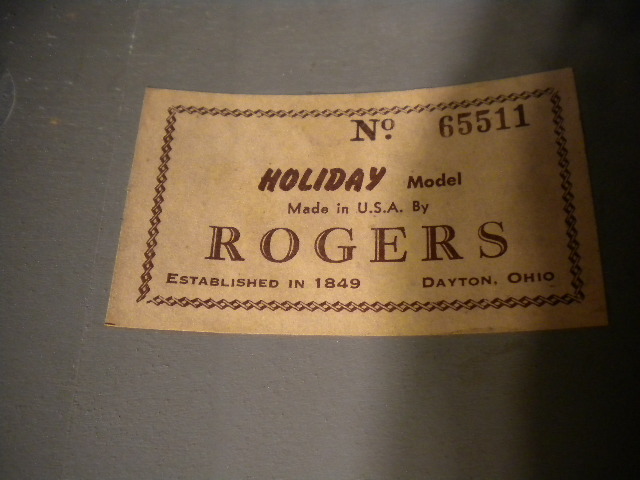 No. 65511
HOLIDAY Model
Made in U.S.A. By
ROGERS
ESTABLISHED IN 1849 DAYTON, OHIO